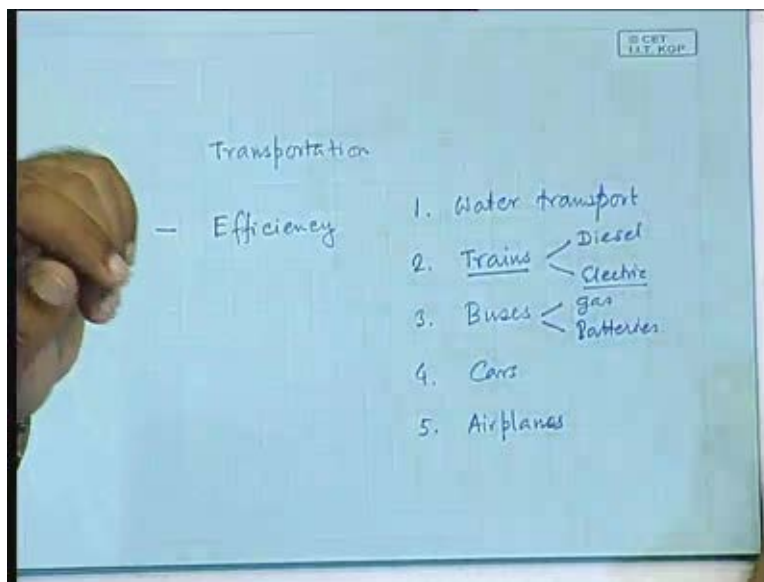 © CET
I.I.T. KGP
Transportation
— Efficiency
1. Water transport
2. Trains
Diesel
Electric
3. Buses
gas
Batteries
4. Cars
5. Airplanes